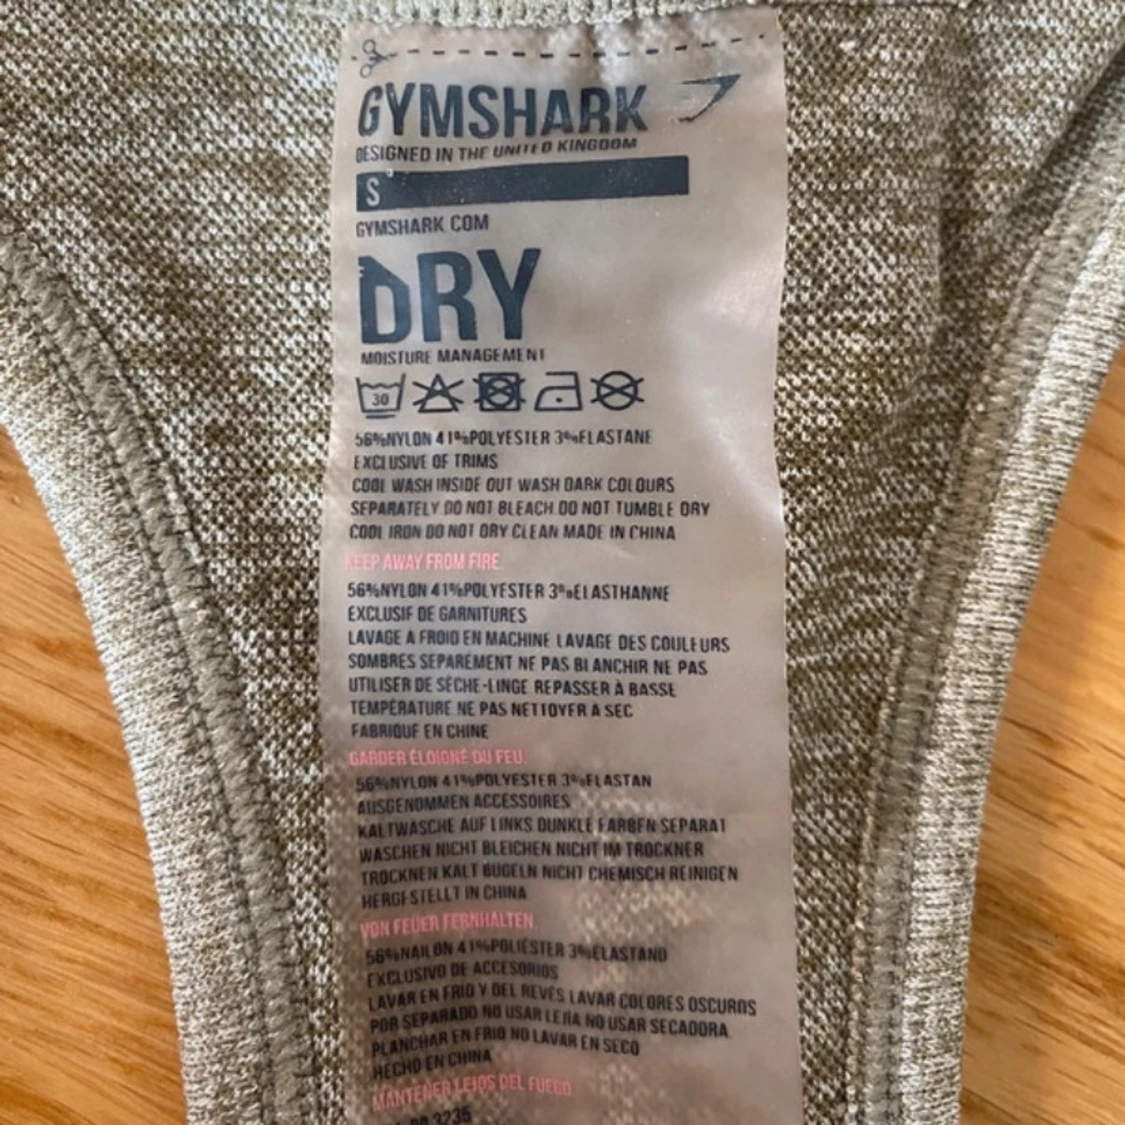 GYMSHARK
DESIGNED IN THE UNITED KINGDOM
S
GYMSHARK COM
DRY
MOISTURE MANAGEMENT
30
56%NYLON 41%POLYESTER 3%ELASTANE
EXCLUSIVE OF TRIMS
COOL WASH INSIDE OUT WASH DARK COLOURS
SEPARATELY DO NOT BLEACH DO NOT TUMBLE DRY
COOL IRON DO NOT DRY CLEAN MADE IN CHINA
KEEP AWAY FROM FIRE.
56%NYLON 41%POLYESTER 3%ELASTHANNE
EXCLUSIF DE GARNITURES
LAVAGE A FROID EN MACHINE LAVAGE DES COULEURS
SOMBRES SEPAREMENT NE PAS BLANCHIR NE PAS
UTILISER DE SÈCHE-LINGE REPASSER À BASSE
TEMPÉRATURE NE PAS NETTOYER A SEC
FABRIQUE EN CHINE
GARDER ÉLOIGNÉ DU FEU.
56%NYLON 41%POLYESTER 3%ELASTAN
AUSGENOMMEN ACCESSOIRES
KALTWASCHE AUF LINKS DUNKLE FARBEN SEPARAT
WASCHEN NICHT BLEICHEN NICHT IM TROCKNER
TROCKNEN KALT BUGELN NICHT CHEMISCH REINIGEN
HERGESTELLT IN CHINA
VON FEUER FERNHALTEN.
56%NAILON 41%POLIÉSTER 3%ELASTANO
EXCLUSIVO DE ACCESORIOS
LAVAR EN FRIO Y DEL REVÉS LAVAR COLORES OSCUROS
POR SEPARADO NO USAR LEJIA NO USAR SECADORA.
PLANCHAR EN FRIO NO LAVAR EN SECO
HECHO EN CHINA
MANTENER LEJOS DEL FUEGO.
3235